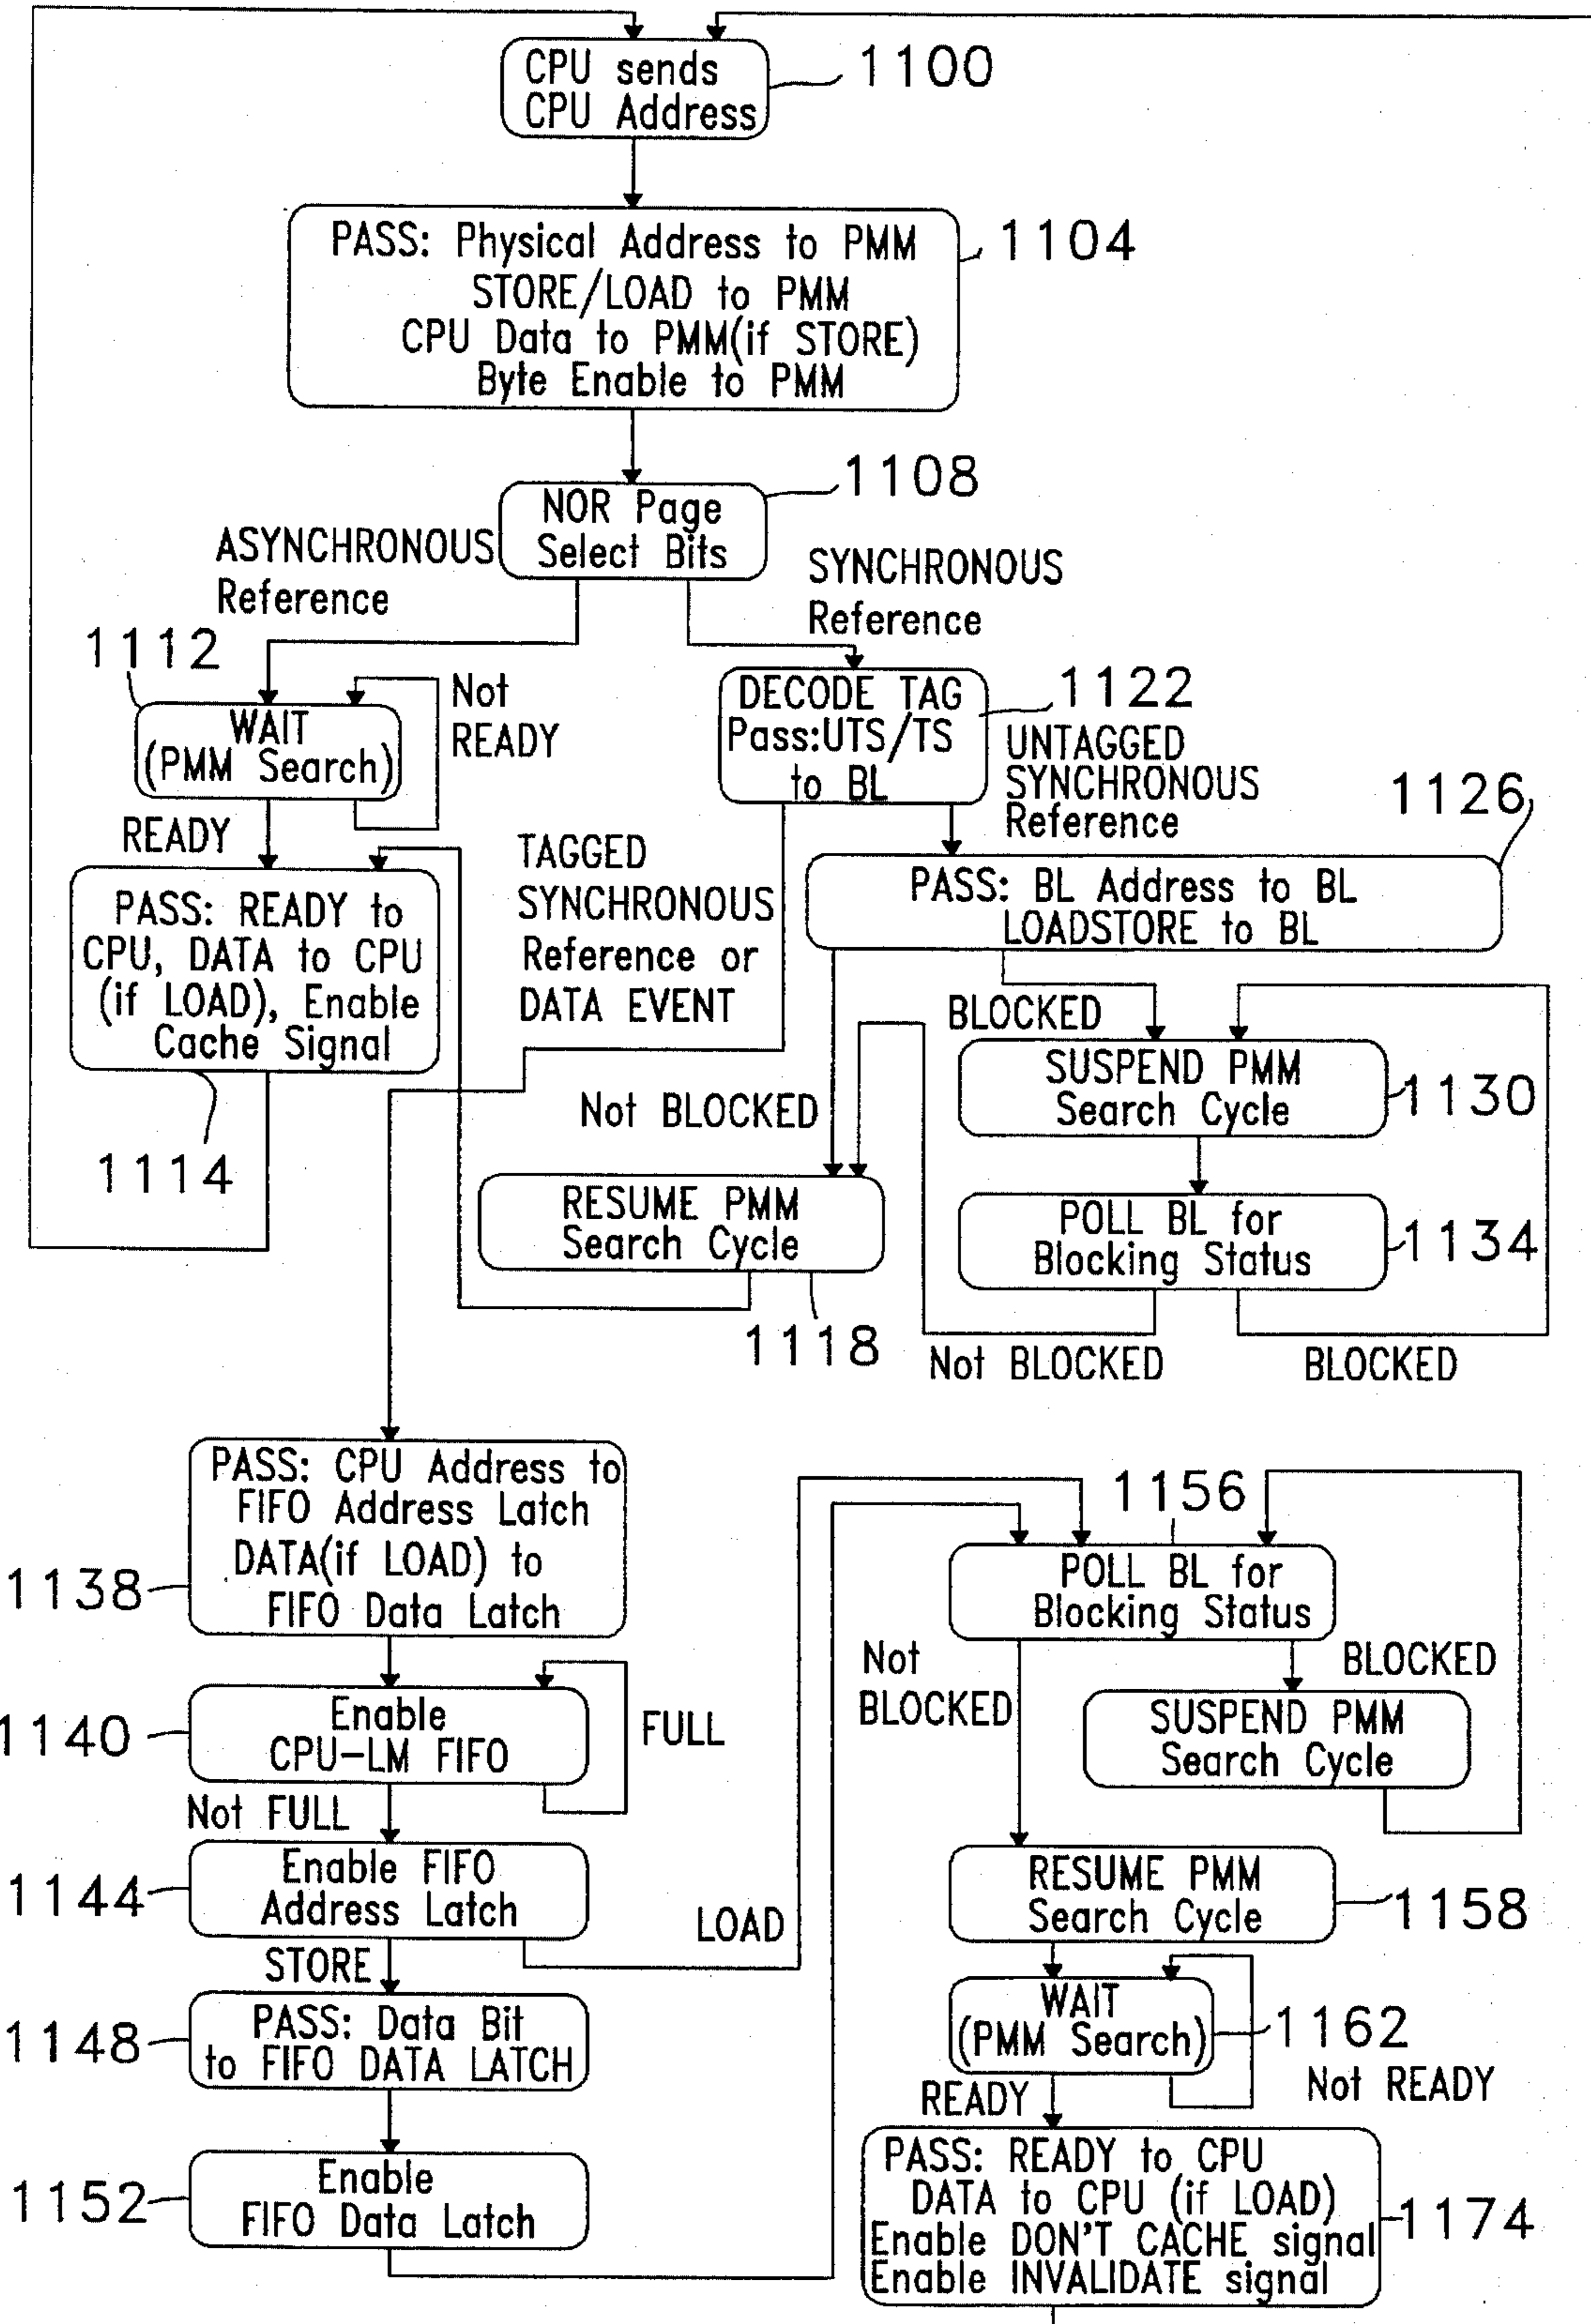 CPU sends
CPU Address
1100
PASS: Physical Address to PMM
STORE/LOAD to PMM
CPU Data to PMM(if STORE)
Byte Enable to PMM
1104
NOR Page
Select Bits
1108
ASYNCHRONOUS
Reference
SYNCHRONOUS
Reference
1112
WAIT
(PMM Search)
Not
READY
READY
DECODE TAG
Pass:UTS/TS
to BL
1122
UNTAGGED
SYNCHRONOUS
Reference
1126
PASS: READY to
CPU, DATA to CPU
(if LOAD), Enable
Cache Signal
1114
TAGGED
SYNCHRONOUS
Reference or
DATA EVENT
PASS: BL Address to BL
LOADSTORE to BL
BLOCKED
Not BLOCKED
SUSPEND PMM
Search Cycle
1130
RESUME PMM
Search Cycle
1118
POLL BL for
Blocking Status
1134
Not BLOCKED
BLOCKED
PASS: CPU Address to
FIFO Address Latch
DATA(if LOAD) to
FIFO Data Latch
1138
Enable
CPU-LM FIFO
1140
FULL
Not FULL
Enable FIFO
Address Latch
1144
LOAD
STORE
PASS: Data Bit
to FIFO DATA LATCH
1148
Enable
FIFO Data Latch
1152
1156
POLL BL for
Blocking Status
Not
BLOCKED
BLOCKED
SUSPEND PMM
Search Cycle
RESUME PMM
Search Cycle
1158
WAIT
(PMM Search)
1162
Not READY
READY
PASS: READY to CPU
DATA to CPU (if LOAD)
Enable DON'T CACHE signal
Enable INVALIDATE signal
1174